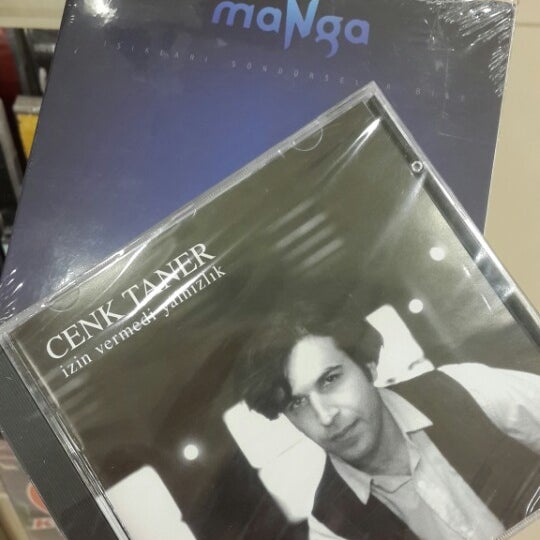 maNga
IŞIKLARI SÖNDÜRSELER BİLE
CENK TANER
izin vermedi yalnızlık